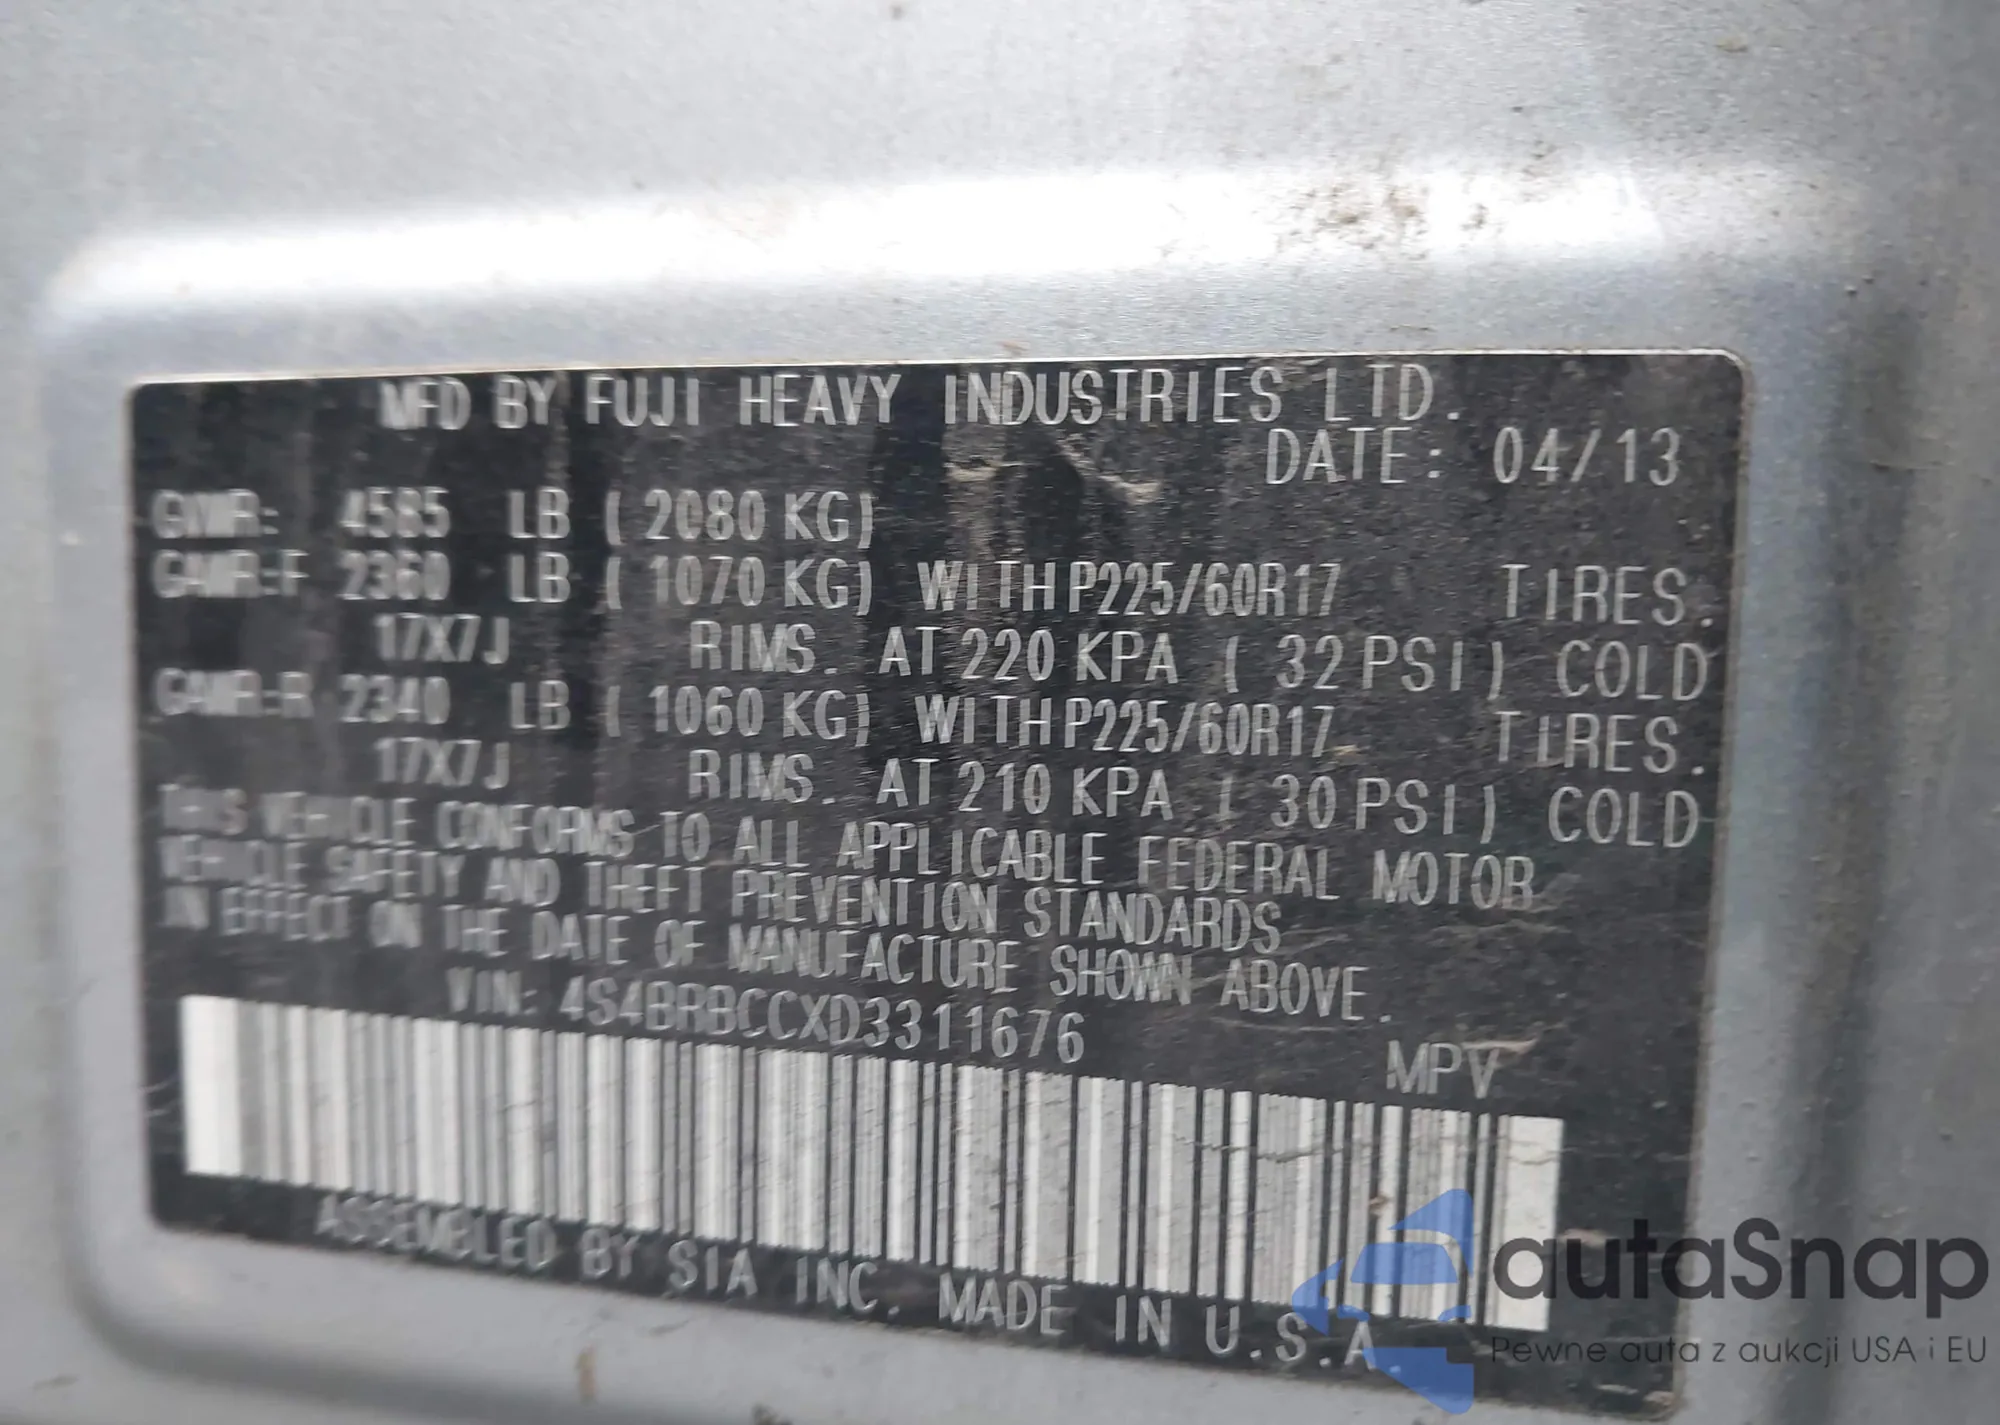 MFD BY FUJI HEAVY INDUSTRIES LTD.
DATE: 04/13
GVWR: 4585 LB ( 2080 KG)
GAWR:F 2360 LB ( 1070 KG) WITH P225/60R17 TIRES.
17X7J RIMS. AT 220 KPA ( 32 PSI) COLD
GAWR:R 2340 LB ( 1060 KG) WITH P225/60R17 TIRES.
17X7J RIMS. AT 210 KPA ( 30 PSI) COLD
THIS VEHICLE CONFORMS TO ALL APPLICABLE FEDERAL MOTOR
VEHICLE SAFETY AND THEFT PREVENTION STANDARDS
IN EFFECT ON THE DATE OF MANUFACTURE SHOWN ABOVE.
VIN: 4S4BRBCCXD3311676
MPV
ASSEMBLED BY SIA INC. MADE IN U.S.A.
autaSnap
Pewne auta z aukcji USA i EU